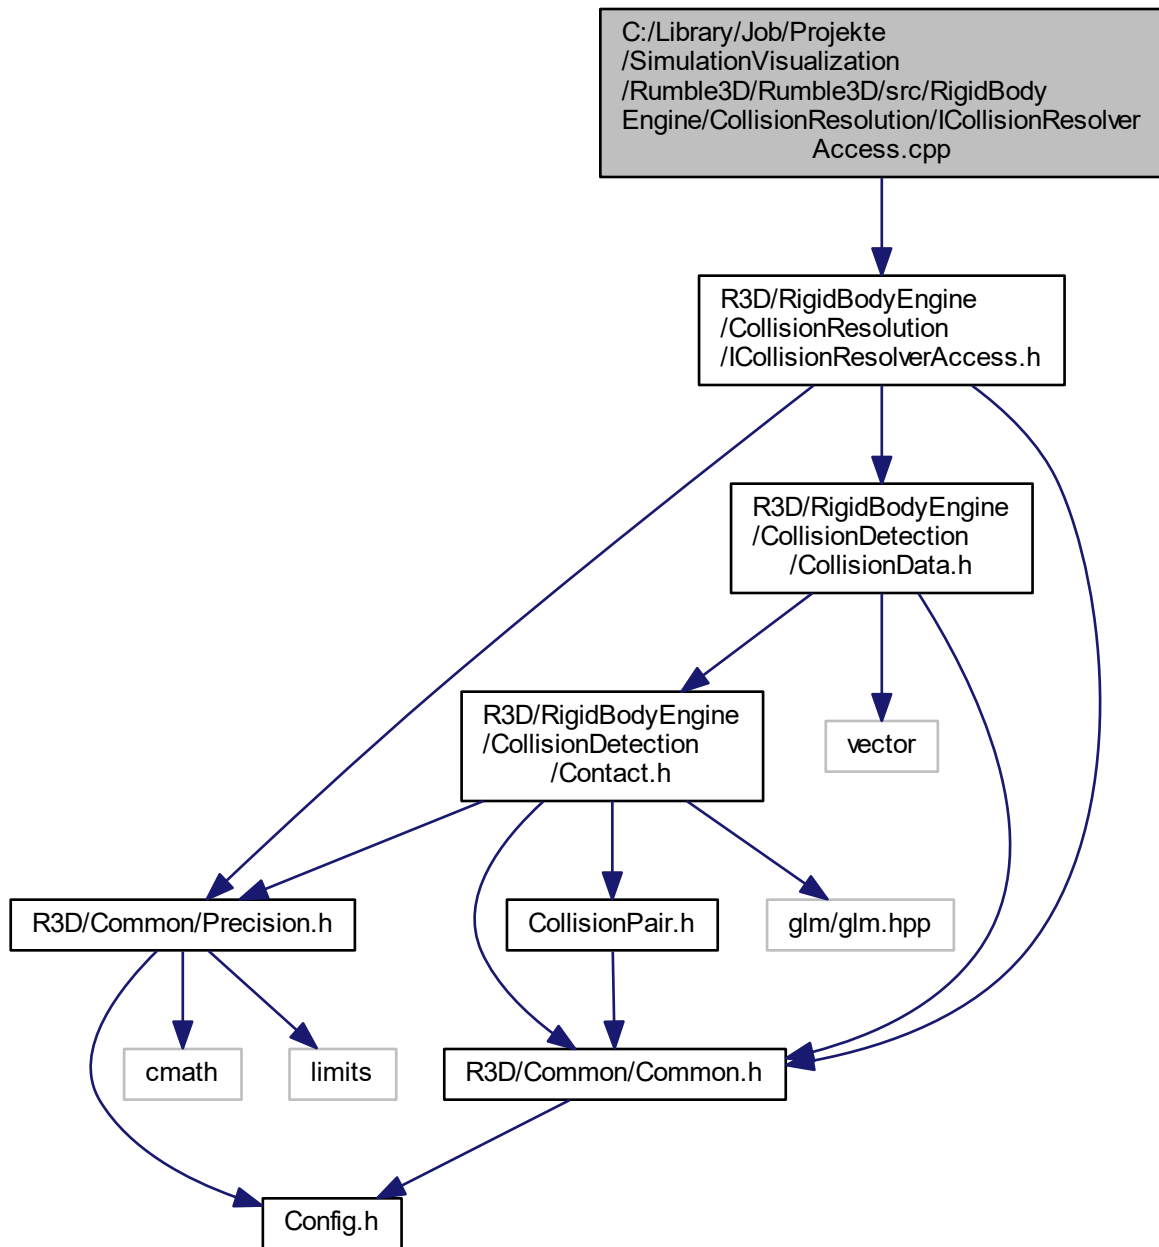 C:/Library/Job/Projekte
/SimulationVisualization
/Rumble3D/Rumble3D/src/RigidBody
Engine/CollisionResolution/ICollisionResolver
Access.cpp
R3D/RigidBodyEngine
/CollisionResolution
/ICollisionResolverAccess.h
R3D/RigidBodyEngine
/CollisionDetection
/CollisionData.h
R3D/RigidBodyEngine
/CollisionDetection
/Contact.h
vector
R3D/Common/Precision.h
CollisionPair.h
glm/glm.hpp
cmath
limits
R3D/Common/Common.h
Config.h